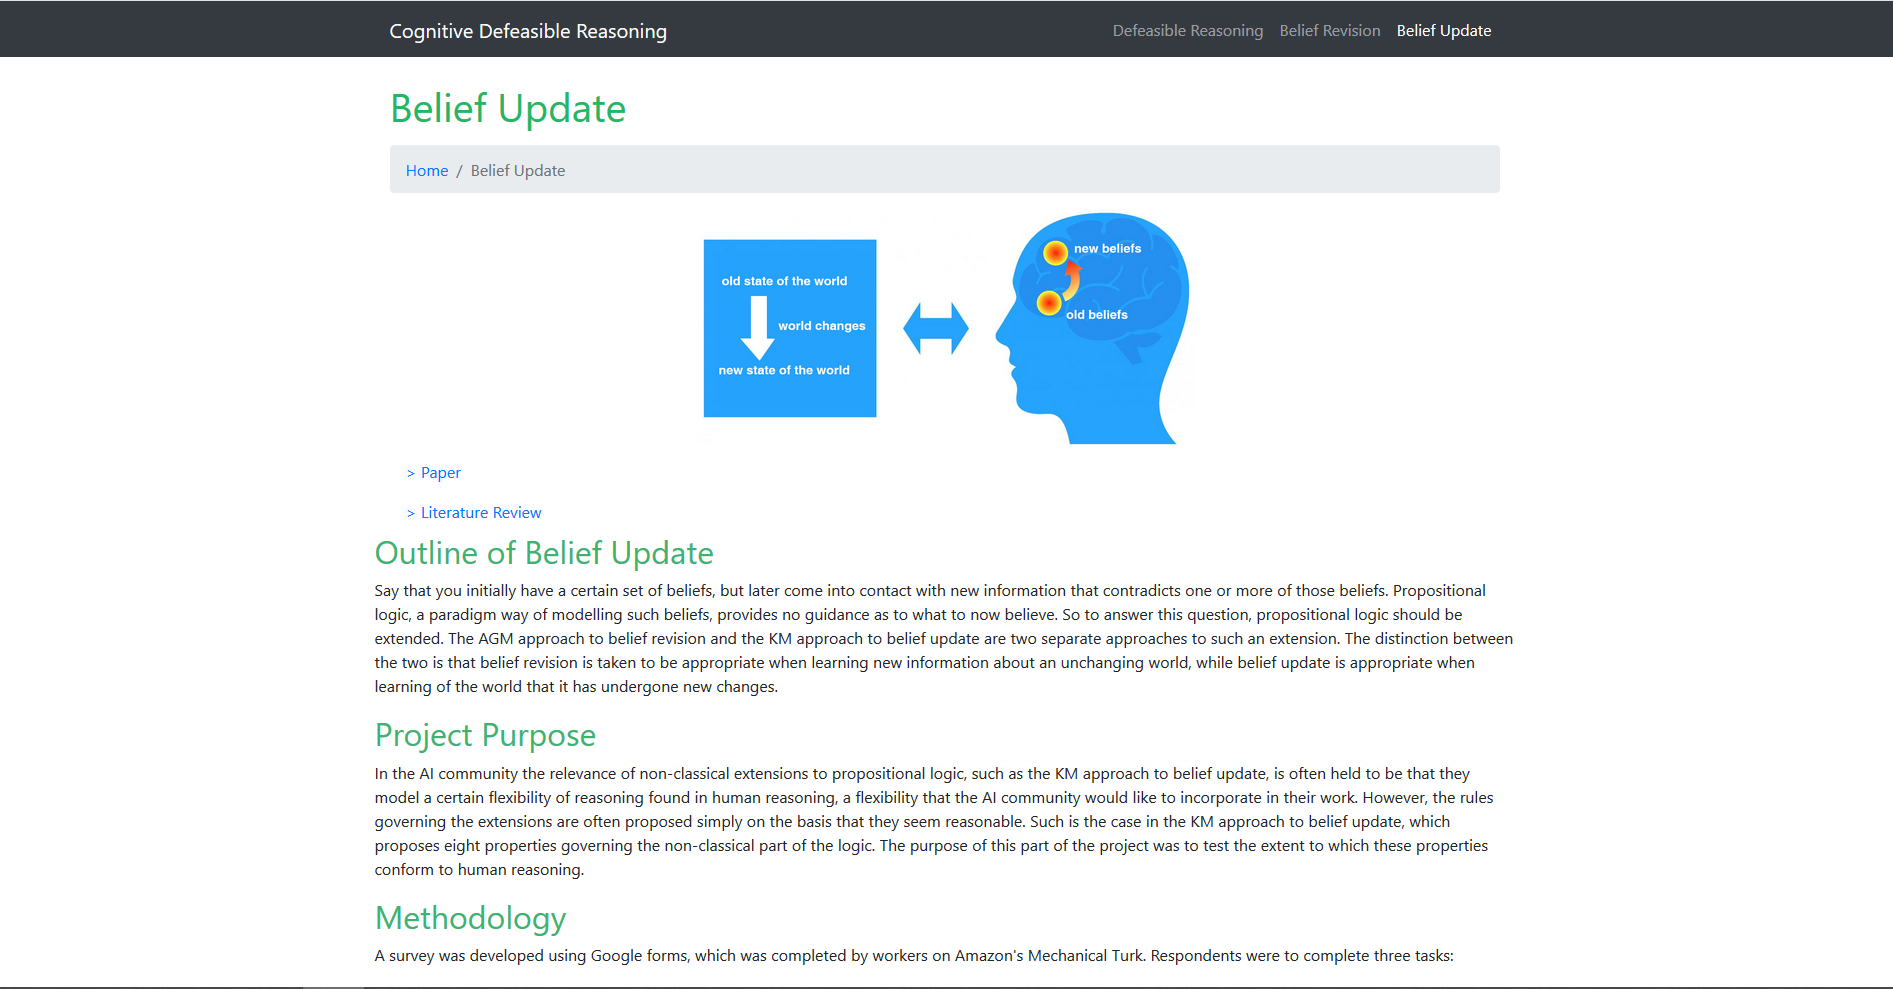 Cognitive Defeasible Reasoning
Defeasible Reasoning Belief Revision Belief Update
Belief Update
Home / Belief Update
old state of the world
world changes
new state of the world
new beliefs
old beliefs
> Paper
> Literature Review
Outline of Belief Update
Say that you initially have a certain set of beliefs, but later come into contact with new information that contradicts one or more of those beliefs. Propositional
logic, a paradigm way of modelling such beliefs, provides no guidance as to what to now believe. So to answer this question, propositional logic should be
extended. The AGM approach to belief revision and the KM approach to belief update are two separate approaches to such an extension. The distinction between
the two is that belief revision is taken to be appropriate when learning new information about an unchanging world, while belief update is appropriate when
learning of the world that it has undergone new changes.
Project Purpose
In the AI community the relevance of non-classical extensions to propositional logic, such as the KM approach to belief update, is often held to be that they
model a certain flexibility of reasoning found in human reasoning, a flexibility that the AI community would like to incorporate in their work. However, the rules
governing the extensions are often proposed simply on the basis that they seem reasonable. Such is the case in the KM approach to belief update, which
proposes eight properties governing the non-classical part of the logic. The purpose of this part of the project was to test the extent to which these properties
conform to human reasoning.
Methodology
A survey was developed using Google forms, which was completed by workers on Amazon's Mechanical Turk. Respondents were to complete three tasks: